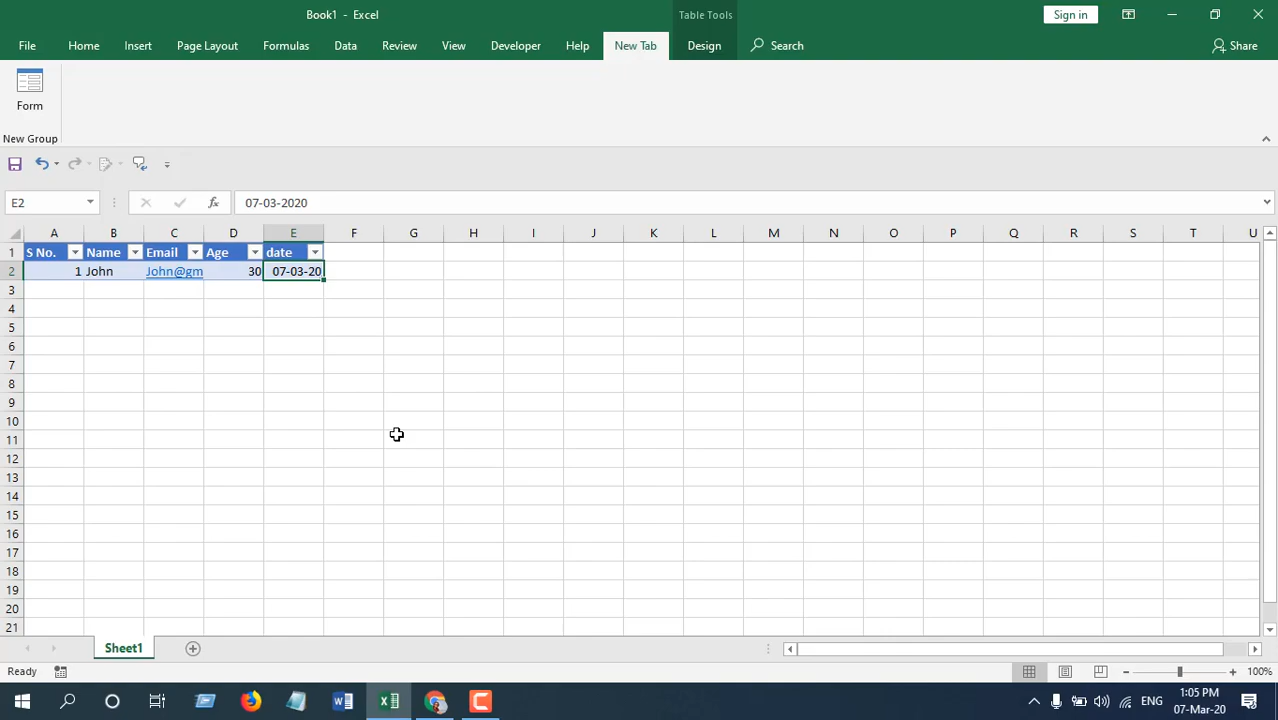 Book1 - Excel
Table Tools
Sign in
File Home Insert Page Layout Formulas Data Review View Developer Help New Tab Design Search Share
Form
New Group
E2 fx 07-03-2020
A B C D E F G H I J K L M N O P Q R S T U
1 S No. Name Email Age date
2 1 John John@gm 30 07-03-20
3
4
5
6
7
8
9
10
11
12
13
14
15
16
17
18
19
20
21
Sheet1
Ready 100%
ENG 1:05 PM
07-Mar-20